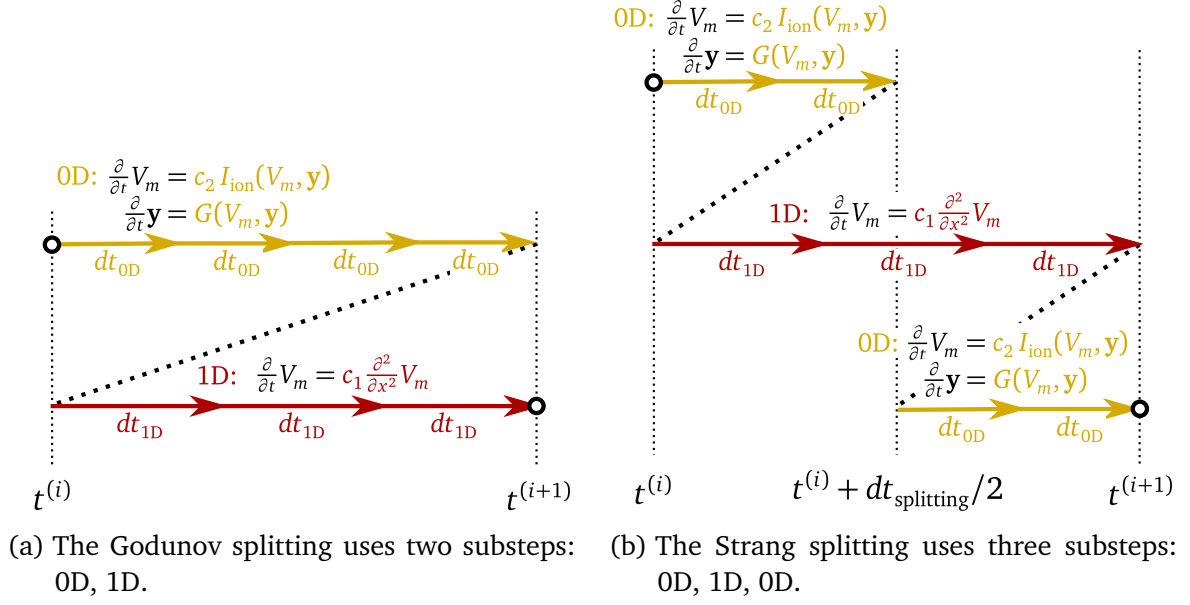 0D: ∂/∂t V_m = c_2 I_ion(V_m, y)
∂/∂t y = G(V_m, y)
dt_0D dt_0D dt_0D dt_0D
1D: ∂/∂t V_m = c_1 ∂²/∂x² V_m
dt_1D dt_1D dt_1D
t^(i) t^(i+1)
(a) The Godunov splitting uses two substeps:
0D, 1D.
0D: ∂/∂t V_m = c_2 I_ion(V_m, y)
∂/∂t y = G(V_m, y)
dt_0D dt_0D
1D: ∂/∂t V_m = c_1 ∂²/∂x² V_m
dt_1D dt_1D dt_1D
0D: ∂/∂t V_m = c_2 I_ion(V_m, y)
∂/∂t y = G(V_m, y)
dt_0D dt_0D
t^(i) t^(i) + dt_splitting/2 t^(i+1)
(b) The Strang splitting uses three substeps:
0D, 1D, 0D.